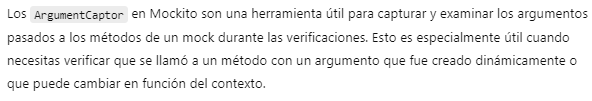 Los ArgumentCaptor en Mockito son una herramienta útil para capturar y examinar los argumentos
pasados a los métodos de un mock durante las verificaciones. Esto es especialmente útil cuando
necesitas verificar que se llamó a un método con un argumento que fue creado dinámicamente o
que puede cambiar en función del contexto.